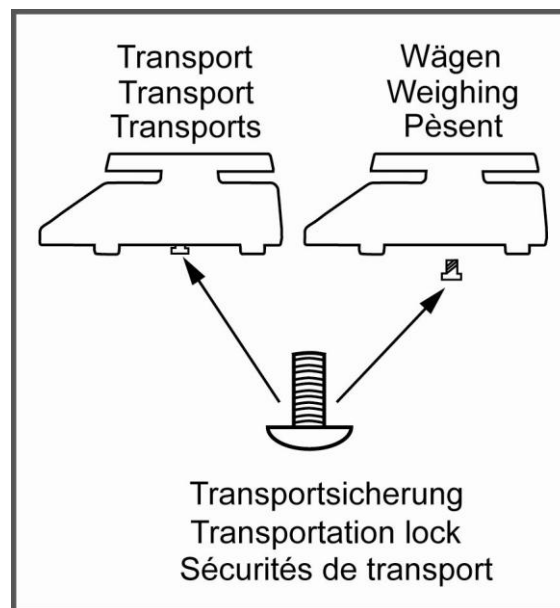 Transport
Transport
Transports
Wägen
Weighing
Pèsent
Transportsicherung
Transportation lock
Sécurités de transport